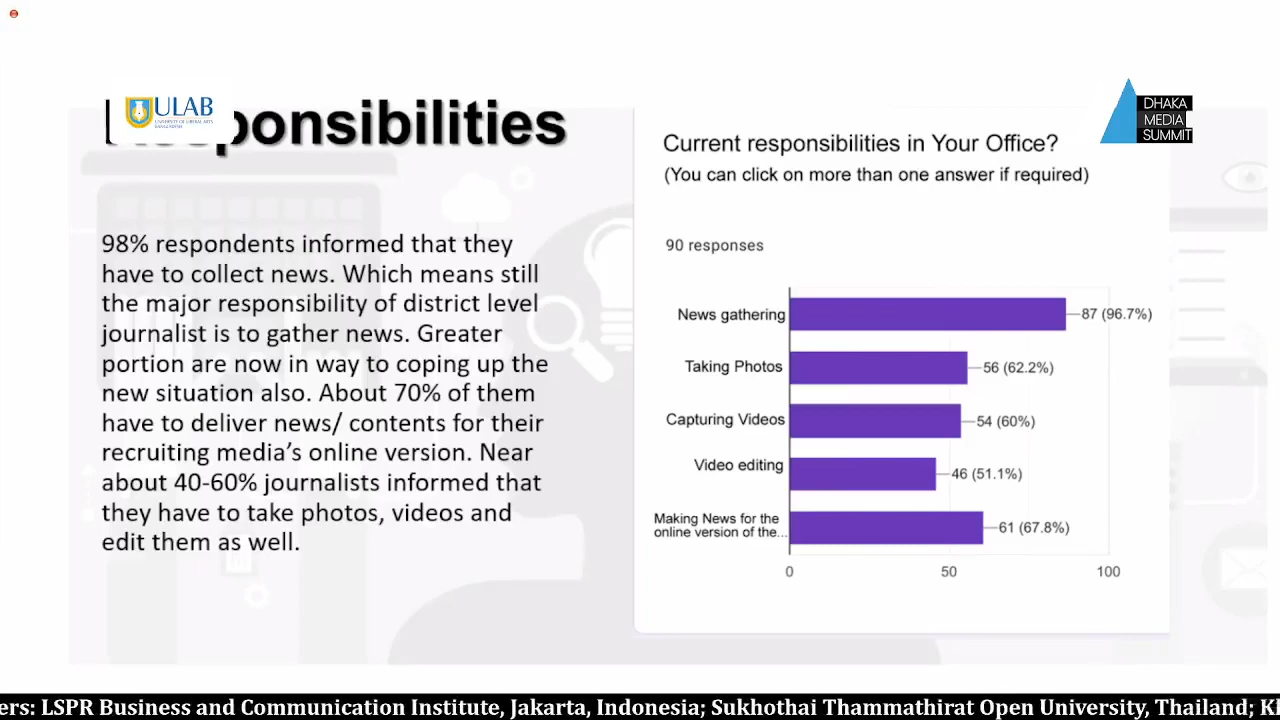 ULAB
UNIVERSITY OF LIBERAL ARTS
BANGLADESH
DHAKA
MEDIA
SUMMIT
98% respondents informed that they
have to collect news. Which means still
the major responsibility of district level
journalist is to gather news. Greater
portion are now in way to coping up the
new situation also. About 70% of them
have to deliver news/ contents for their
recruiting media’s online version. Near
about 40-60% journalists informed that
they have to take photos, videos and
edit them as well.
Current responsibilities in Your Office?
(You can click on more than one answer if required)
90 responses
News gathering 87 (96.7%)
Taking Photos 56 (62.2%)
Capturing Videos 54 (60%)
Video editing 46 (51.1%)
Making News for the
online version of the... 61 (67.8%)
0 50 100
ers: LSPR Business and Communication Institute, Jakarta, Indonesia; Sukhothai Thammathirat Open University, Thailand;